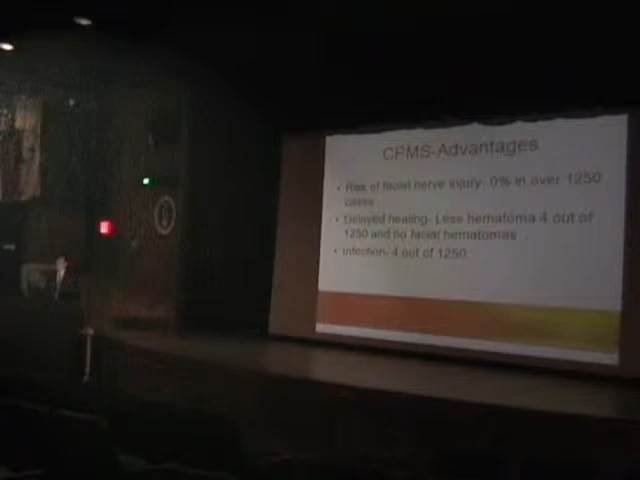 CPMS-Advantages
• Risk of facial nerve injury- 0% in over 1250
cases
• Delayed healing- Less hematoma 4 out of
1250 and no facial hematomas
• Infection- 4 out of 1250